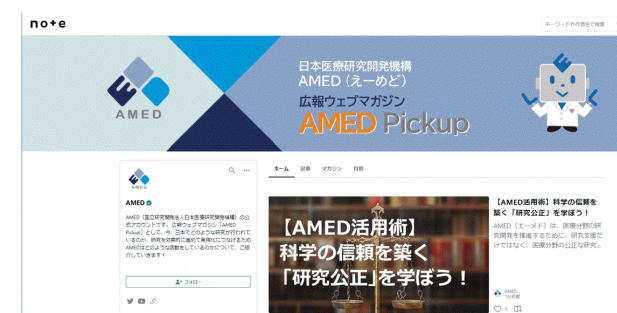 note
キーワードや作者名で検索
日本医療研究開発機構
AMED（えーめど）
広報ウェブマガジン
AMED Pickup
AMED
ホーム 記事 マガジン 月別
AMED
AMED
AMED（国立研究開発法人日本医療研究開発機構）の公
式アカウントです。広報ウェブマガジン「AMED
Pickup」として、今、日本でどのような研究が行われて
いるのか、研究を効果的に進めて実用化につなげるため
AMEDはどのような活動をしているのかについて、ご紹
介していきます！
フォロー
【AMED活用術】
科学の信頼を築く
「研究公正」を学ぼう！
【AMED活用術】科学の信頼を
築く「研究公正」を学ぼう！
AMED（エーメド）は、医療分野の研
究開発を推進するために、研究支援だ
けではなく、医療分野の公正な研究...
AMED